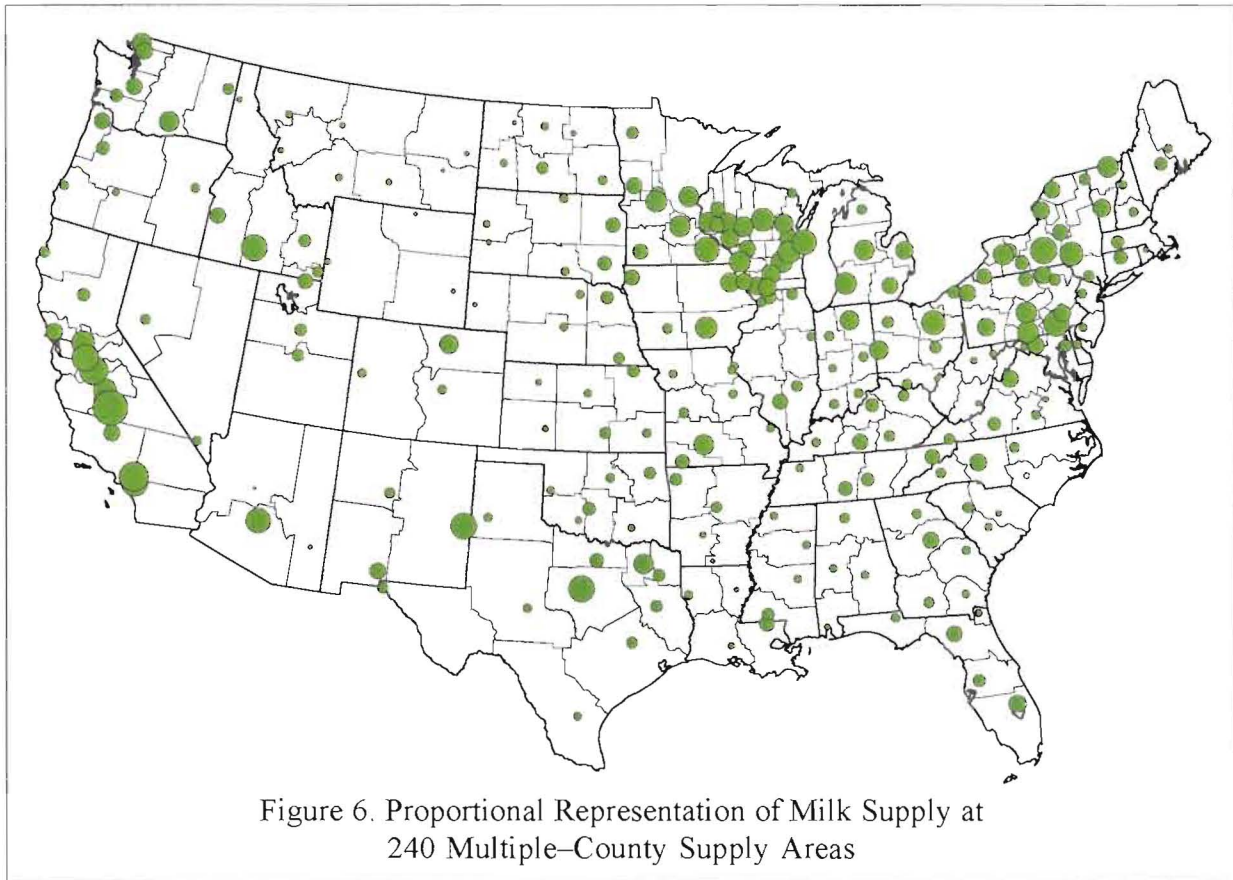 Figure 6. Proportional Representation of Milk Supply at
240 Multiple–County Supply Areas